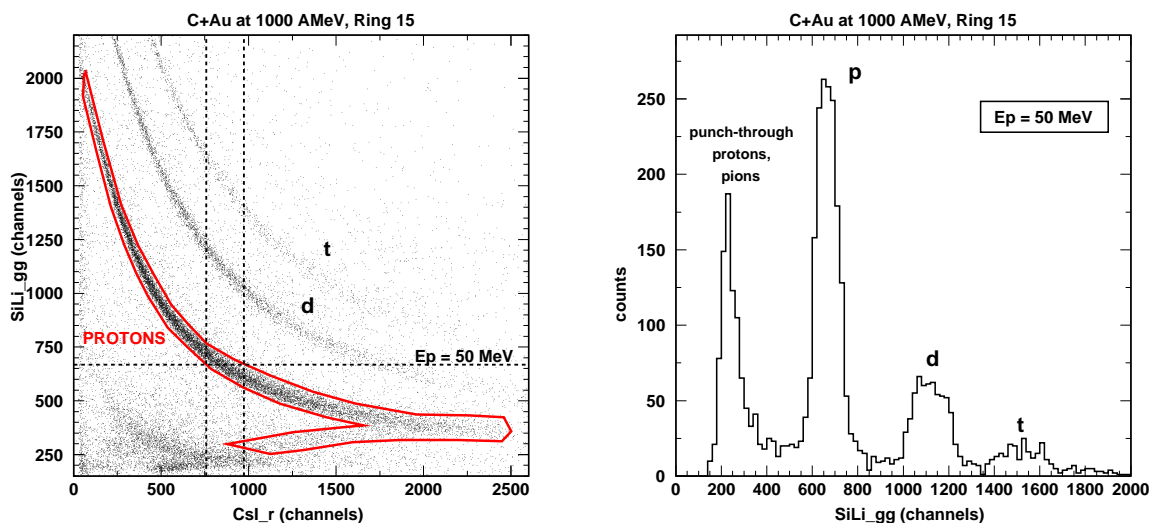 C+Au at 1000 AMeV, Ring 15
SiLi_gg (channels)
2000
1750
1500
1250
1000
750
500
250
t
d
PROTONS
Ep = 50 MeV
0 500 1000 1500 2000 2500
CsI_r (channels)
C+Au at 1000 AMeV, Ring 15
counts
250
200
150
100
50
0
p
Ep = 50 MeV
punch-through
protons,
pions
d
t
0 200 400 600 800 1000 1200 1400 1600 1800 2000
SiLi_gg (channels)